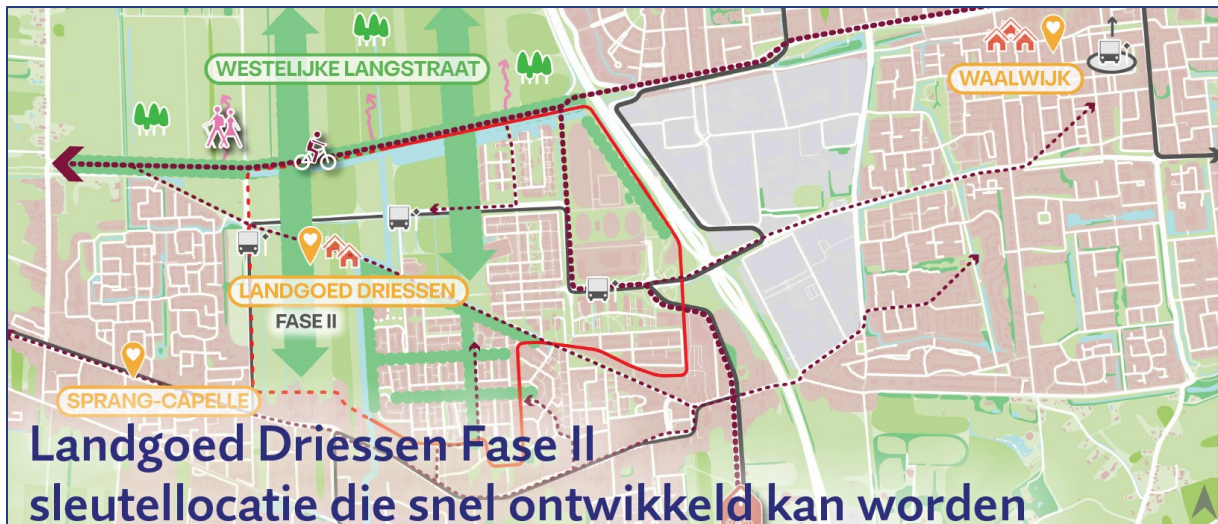 WESTELIJKE LANGSTRAAT
WAALWIJK
LANDGOED DRIESSEN
FASE II
SPRANG-CAPELLE
Landgoed Driessen Fase II
sleutellocatie die snel ontwikkeld kan worden